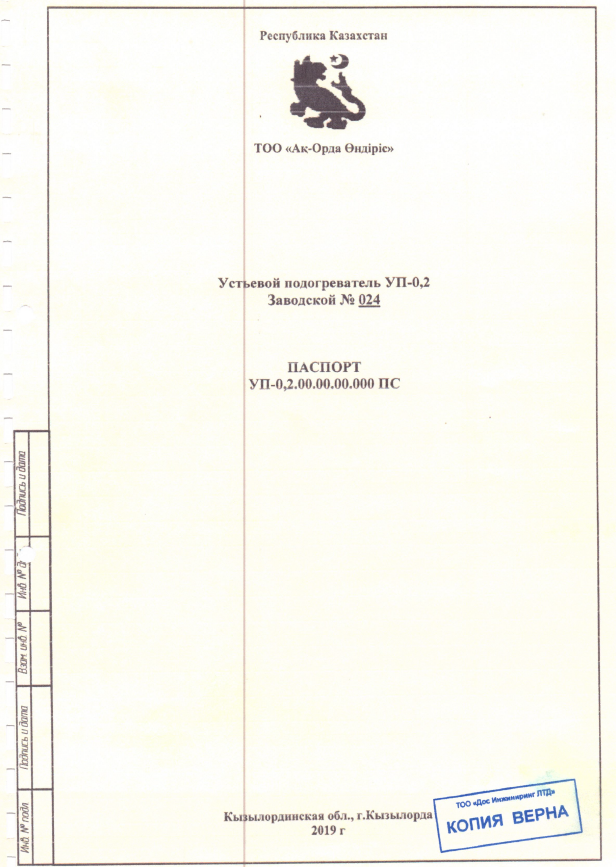 Республика Казахстан
ТОО «Ақ-Орда Өндіріс»
Устьевой подогреватель УП-0,2
Заводской № 024
ПАСПОРТ
УП-0,2.00.00.00.000 ПС
Подпись и дата
Инв. №
Взам. инв. №
Подпись и дата
Инв. № подл.
Кызылординская обл., г.Кызылорда
2019 г
ТОО «Дос Инжиниринг ЛТД»
КОПИЯ ВЕРНА